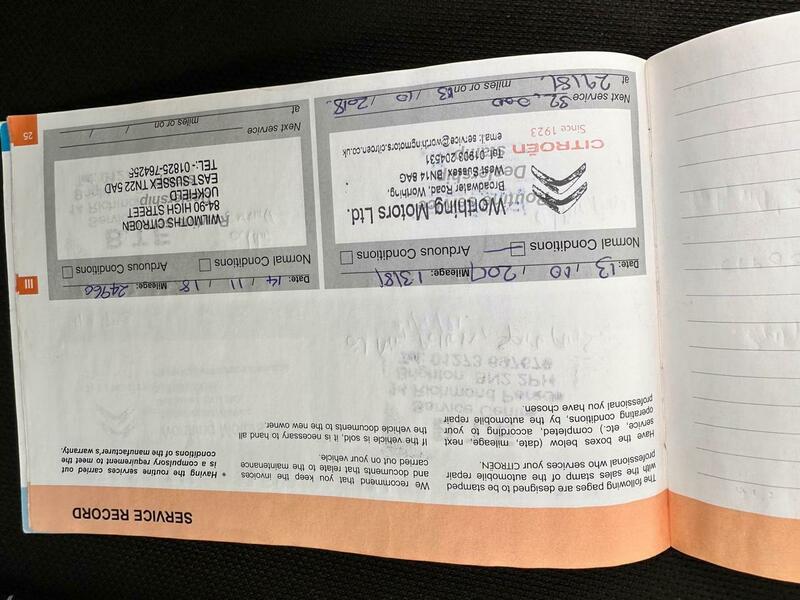 SERVICE RECORD
The following pages are designed to be stamped
with the sales stamp of the automobile repair
professional who services your CITROËN.
Have the boxes below (date, mileage, next
service, etc.) completed, according to your
operating conditions, by the automobile repair
professional you have chosen.
We recommend that you keep the invoices
and documents that relate to the maintenance
carried out on your vehicle.
If the vehicle is sold, it is necessary to hand all
the vehicle documents to the new owner.
* Having the routine services carried out
is a compulsory requirement to meet the
conditions of the manufacturer's warranty.
Date: 13 / 10 / 2017 Mileage: 13181
Normal Conditions Arduous Conditions
Worthing Motors Ltd.
Broadwater Road, Worthing,
West Sussex BN14 8AG
Tel: 01903 204531
email: service@worthingmotors.citroen.co.uk
CITROËN
Since 1923
Next service
at 29181 miles or on 13 / 10 / 2018
Date: 14 / 11 / 18 Mileage: 24960
Normal Conditions Arduous Conditions
WILMOTHS CITROEN
84-90 HIGH STREET
UCKFIELD
EAST SUSSEX TN22 5AD
TEL:- 01825-764255
Next service
at miles or on / /
III
25